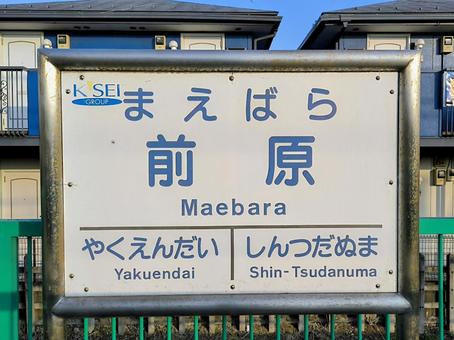 K'SEI
GROUP
まえばら
前原
Maebara
やくえんだい
Yakuendai
しんつだぬま
Shin-Tsudanuma